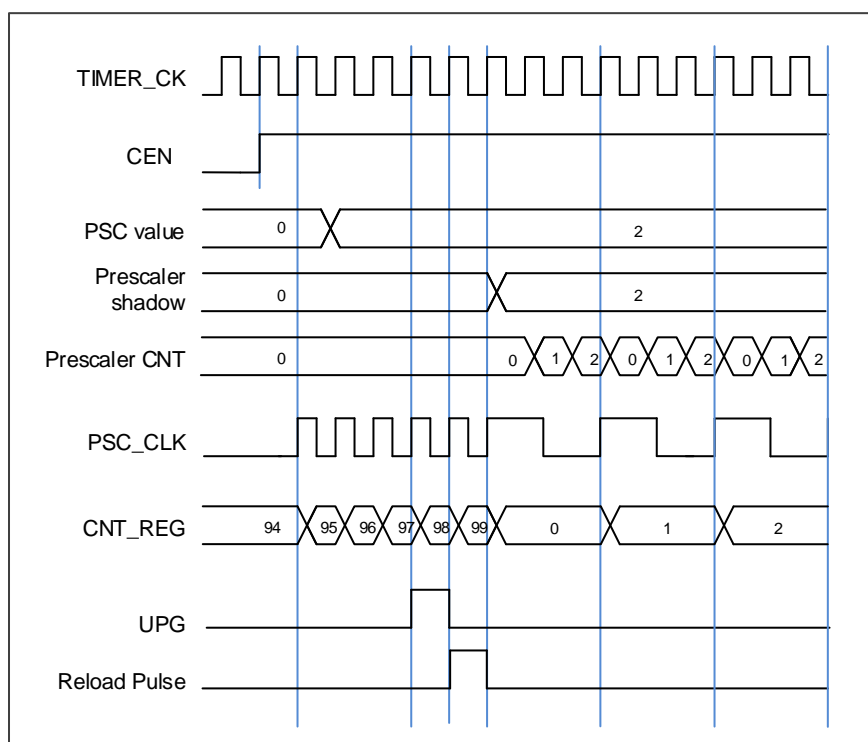 TIMER_CK
CEN
PSC value 0 2
Prescaler
shadow 0 2
Prescaler CNT 0 0 1 2 0 1 2 0 1 2
PSC_CLK
CNT_REG 94 95 96 97 98 99 0 1 2
UPG
Reload Pulse